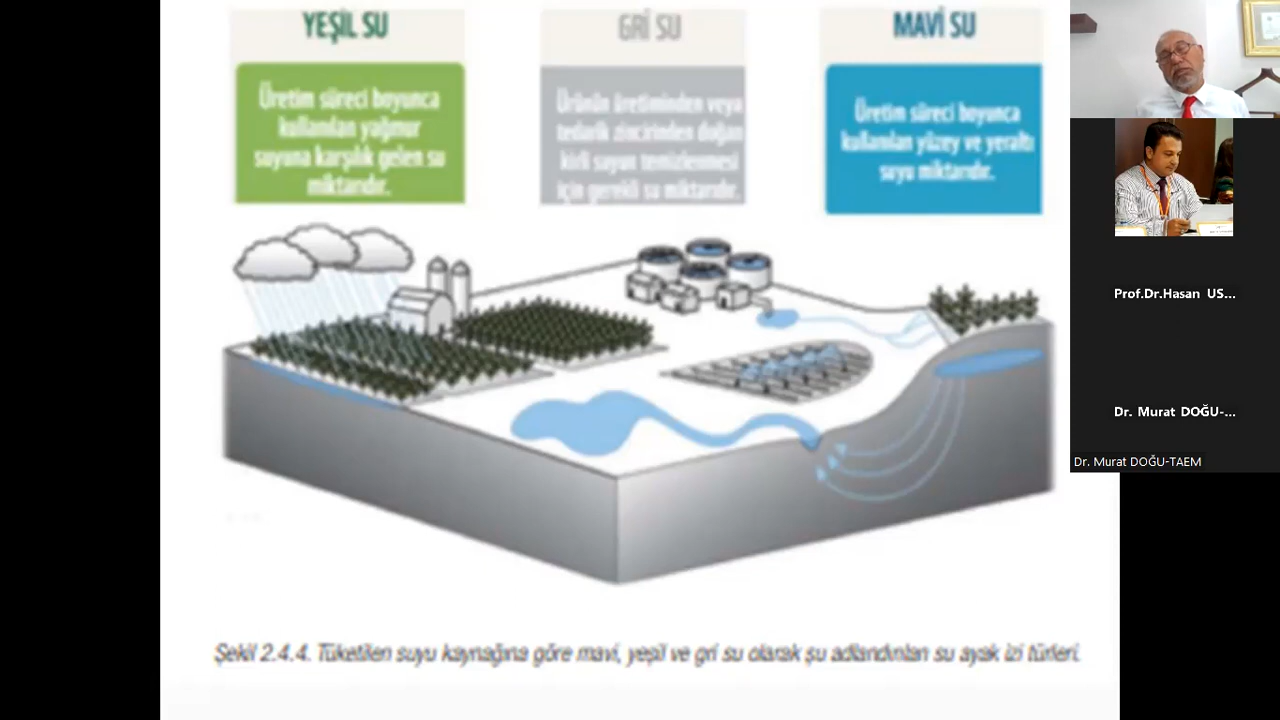 YEŞİL SU
Üretim süreci boyunca
kullanılan yağmur
suyuna karşılık gelen su
miktarıdır.
GRİ SU
Ürünün üretiminden veya
tedarik zincirinden doğan
kirli suyun temizlenmesi
için gerekli su miktarıdır.
MAVİ SU
Üretim süreci boyunca
kullanılan yüzey ve yeraltı
suyu miktarıdır.
Şekil 2.4.4. Tüketilen suyu kaynağına göre mavi, yeşil ve gri su olarak şu adlandırılan su ayak izi türleri.
Prof.Dr.Hasan US...
Dr. Murat DOĞU-...
Dr. Murat DOĞU-TAEM